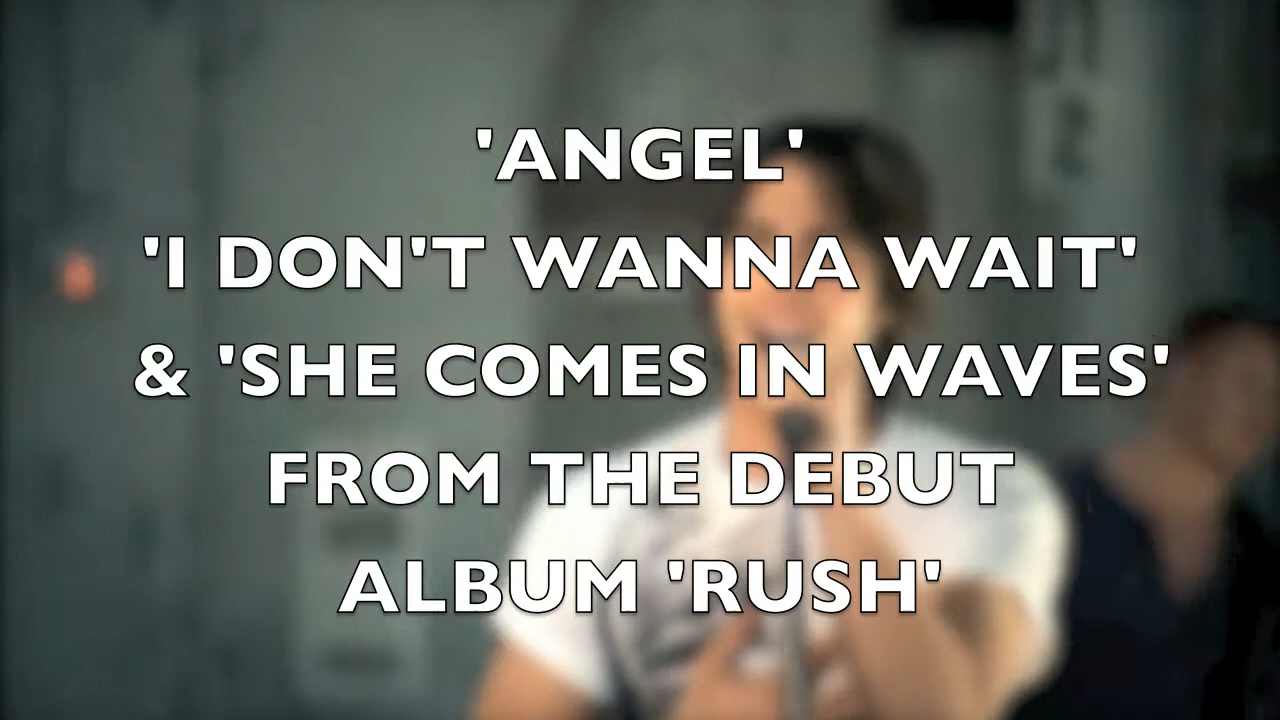 'ANGEL'
'I DON'T WANNA WAIT'
& 'SHE COMES IN WAVES'
FROM THE DEBUT
ALBUM 'RUSH'